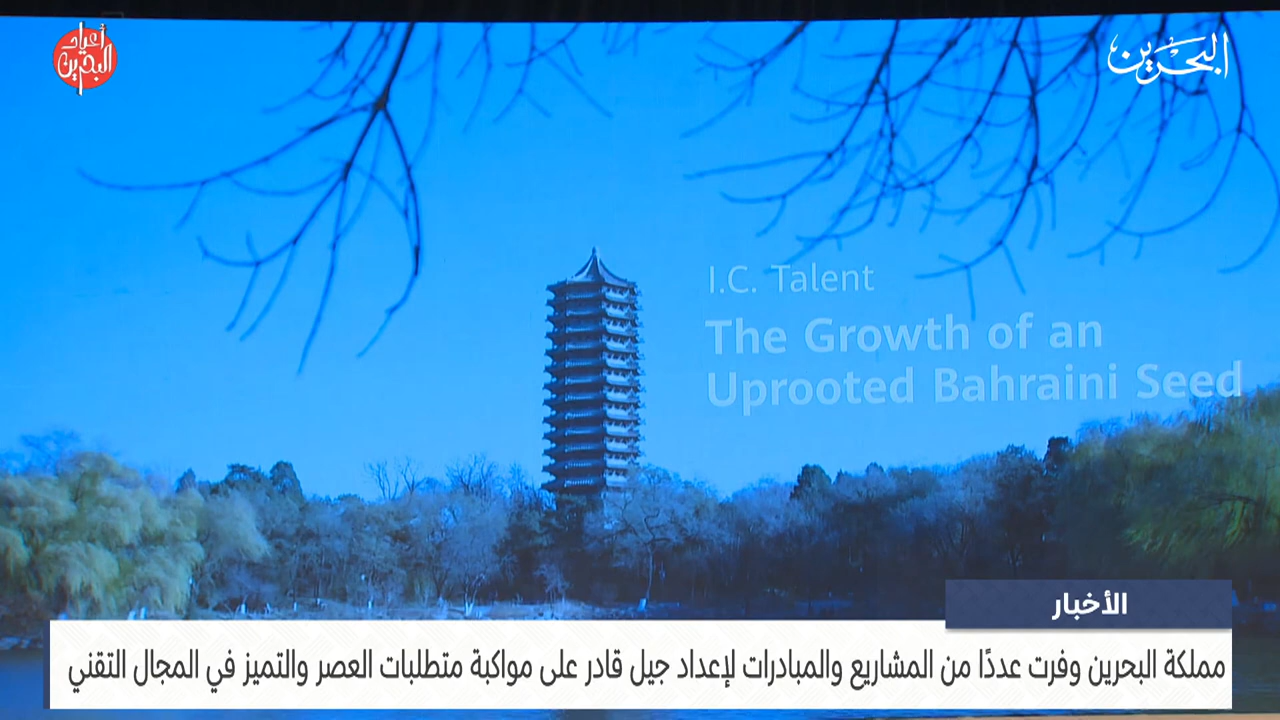 أعياد
البحرين
البحرين
I.C. Talent
The Growth of an
Uprooted Bahraini Seed
الأخبار
مملكة البحرين وفرت عددًا من المشاريع والمبادرات لإعداد جيل قادر على مواكبة متطلبات العصر والتميز في المجال التقني